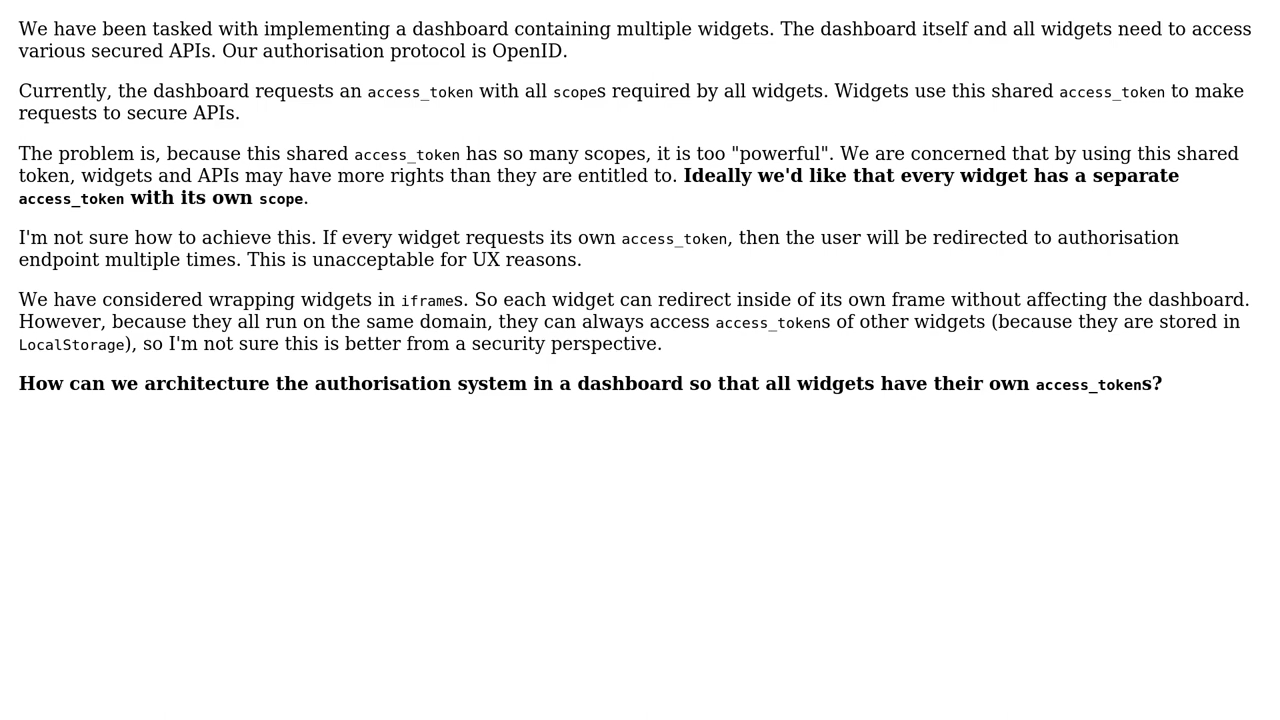 We have been tasked with implementing a dashboard containing multiple widgets. The dashboard itself and all widgets need to access
various secured APIs. Our authorisation protocol is OpenID.
Currently, the dashboard requests an access_token with all scopes required by all widgets. Widgets use this shared access_token to make
requests to secure APIs.
The problem is, because this shared access_token has so many scopes, it is too "powerful". We are concerned that by using this shared
token, widgets and APIs may have more rights than they are entitled to. Ideally we'd like that every widget has a separate
access_token with its own scope.
I'm not sure how to achieve this. If every widget requests its own access_token, then the user will be redirected to authorisation
endpoint multiple times. This is unacceptable for UX reasons.
We have considered wrapping widgets in iframes. So each widget can redirect inside of its own frame without affecting the dashboard.
However, because they all run on the same domain, they can always access access_tokens of other widgets (because they are stored in
LocalStorage), so I'm not sure this is better from a security perspective.
How can we architecture the authorisation system in a dashboard so that all widgets have their own access_tokens?